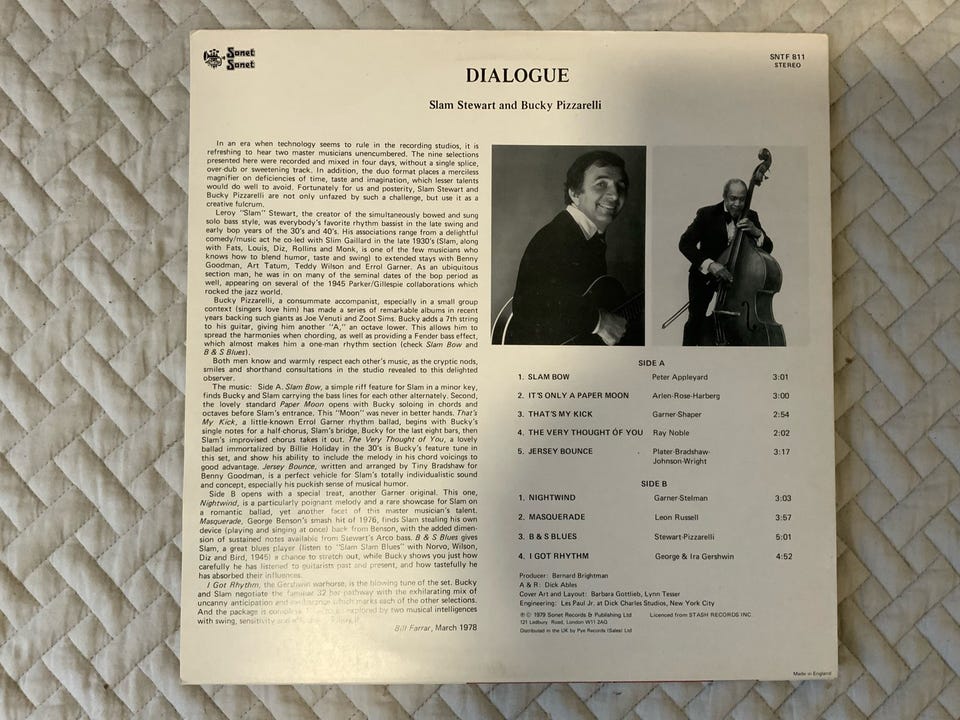 Sonet
Sonet
SNTF 811
STEREO
DIALOGUE
Slam Stewart and Bucky Pizzarelli
In an era when technology seems to rule in the recording studios, it is
refreshing to hear two master musicians unencumbered. The nine selections
presented here were recorded and mixed in four days, without a single splice,
over-dub or sweetening track. In addition, the duo format places a merciless
magnifier on deficiencies of time, taste and imagination, which lesser talents
would do well to avoid. Fortunately for us and posterity, Slam Stewart and
Bucky Pizzarelli are not only unfazed by such a challenge, but use it as a
creative fulcrum.
Leroy "Slam" Stewart, the creator of the simultaneously bowed and sung
solo bass style, was everybody's favorite rhythm bassist in the late swing and
early bop years of the 30's and 40's. His associations range from a delightful
comedy/music act he co-led with Slim Gaillard in the late 1930's (Slam, along
with Fats, Louis, Diz, Rollins and Monk, is one of the few musicians who
knows how to blend humor, taste and swing) to extended stays with Benny
Goodman, Art Tatum, Teddy Wilson and Errol Garner. As an ubiquitous
section man, he was in on many of the seminal dates of the bop period as
well, appearing on several of the 1945 Parker/Gillespie collaborations which
rocked the jazz world.
Bucky Pizzarelli, a consummate accompanist, especially in a small group
context (singers love him) has made a series of remarkable albums in recent
years backing such giants as Joe Venuti and Zoot Sims. Bucky adds a 7th string
to his guitar, giving him another "A," an octave lower. This allows him to
spread the harmonies when chording, as well as providing a Fender bass effect,
which almost makes him a one-man rhythm section (check Slam Bow and
B & S Blues).
Both men know and warmly respect each other's music, as the cryptic nods,
smiles and shorthand consultations in the studio revealed to this delighted
observer.
The music: Side A. Slam Bow, a simple riff feature for Slam in a minor key,
finds Bucky and Slam carrying the bass lines for each other alternately. Second,
the lovely standard Paper Moon opens with Bucky soloing in chords and
octaves before Slam's entrance. This "Moon" was never in better hands. That's
My Kick, a little-known Errol Garner rhythm ballad, begins with Bucky's
single notes for a half-chorus, Slam's bridge, Bucky for the last eight bars, then
Slam's improvised chorus takes it out. The Very Thought of You, a lovely
ballad immortalized by Billie Holiday in the 30's is Bucky's feature tune in
this set, and show his ability to include the melody in his chord voicings to
good advantage. Jersey Bounce, written and arranged by Tiny Bradshaw for
Benny Goodman, is a perfect vehicle for Slam's totally individualistic sound
and concept, especially his puckish sense of musical humor.
Side B opens with a special treat, another Garner original. This one,
Nightwind, is a particularly poignant melody and a rare showcase for Slam on
a romantic ballad, yet another facet of this master musician's talent.
Masquerade, George Benson's smash hit of 1976, finds Slam stealing his own
device (playing and singing at once) back from Benson, with the added dimen-
sion of sustained notes available from Stewart's Arco bass. B & S Blues gives
Slam, a great blues player (listen to "Slam Slam Blues" with Norvo, Wilson,
Diz and Bird, 1945) a chance to stretch out, while Bucky shows you just how
carefully he has listened to guitarists past and present, and how tastefully he
has absorbed their influences.
I Got Rhythm, the Gershwin warhorse, is the blowing tune of the set. Bucky
and Slam negotiate the familiar 32 bar pathway with the exhilarating mix of
uncanny anticipation and which marks each of the other selections.
And the package is explored by two musical intelligences
with swing, sensitivity and
Bill Farrar, March 1978
SIDE A
1. SLAM BOW Peter Appleyard 3:01
2. IT'S ONLY A PAPER MOON Arlen-Rose-Harberg 3:00
3. THAT'S MY KICK Garner-Shaper 2:54
4. THE VERY THOUGHT OF YOU Ray Noble 2:02
5. JERSEY BOUNCE Plater-Bradshaw- 3:17
Johnson-Wright
SIDE B
1. NIGHTWIND Garner-Stelman 3:03
2. MASQUERADE Leon Russell 3:57
3. B & S BLUES Stewart-Pizzarelli 5:01
4. I GOT RHYTHM George & Ira Gershwin 4:52
Producer: Bernard Brightman
A & R: Dick Ables
Cover Art and Layout: Barbara Gottlieb, Lynn Tesser
Engineering: Les Paul Jr. at Dick Charles Studios, New York City
℗ © 1979 Sonet Records & Publishing Ltd Licenced from STASH RECORDS INC.
121 Ledbury Road, London W11 2AQ
Distributed in the UK by Pye Records (Sales) Ltd
Made in England